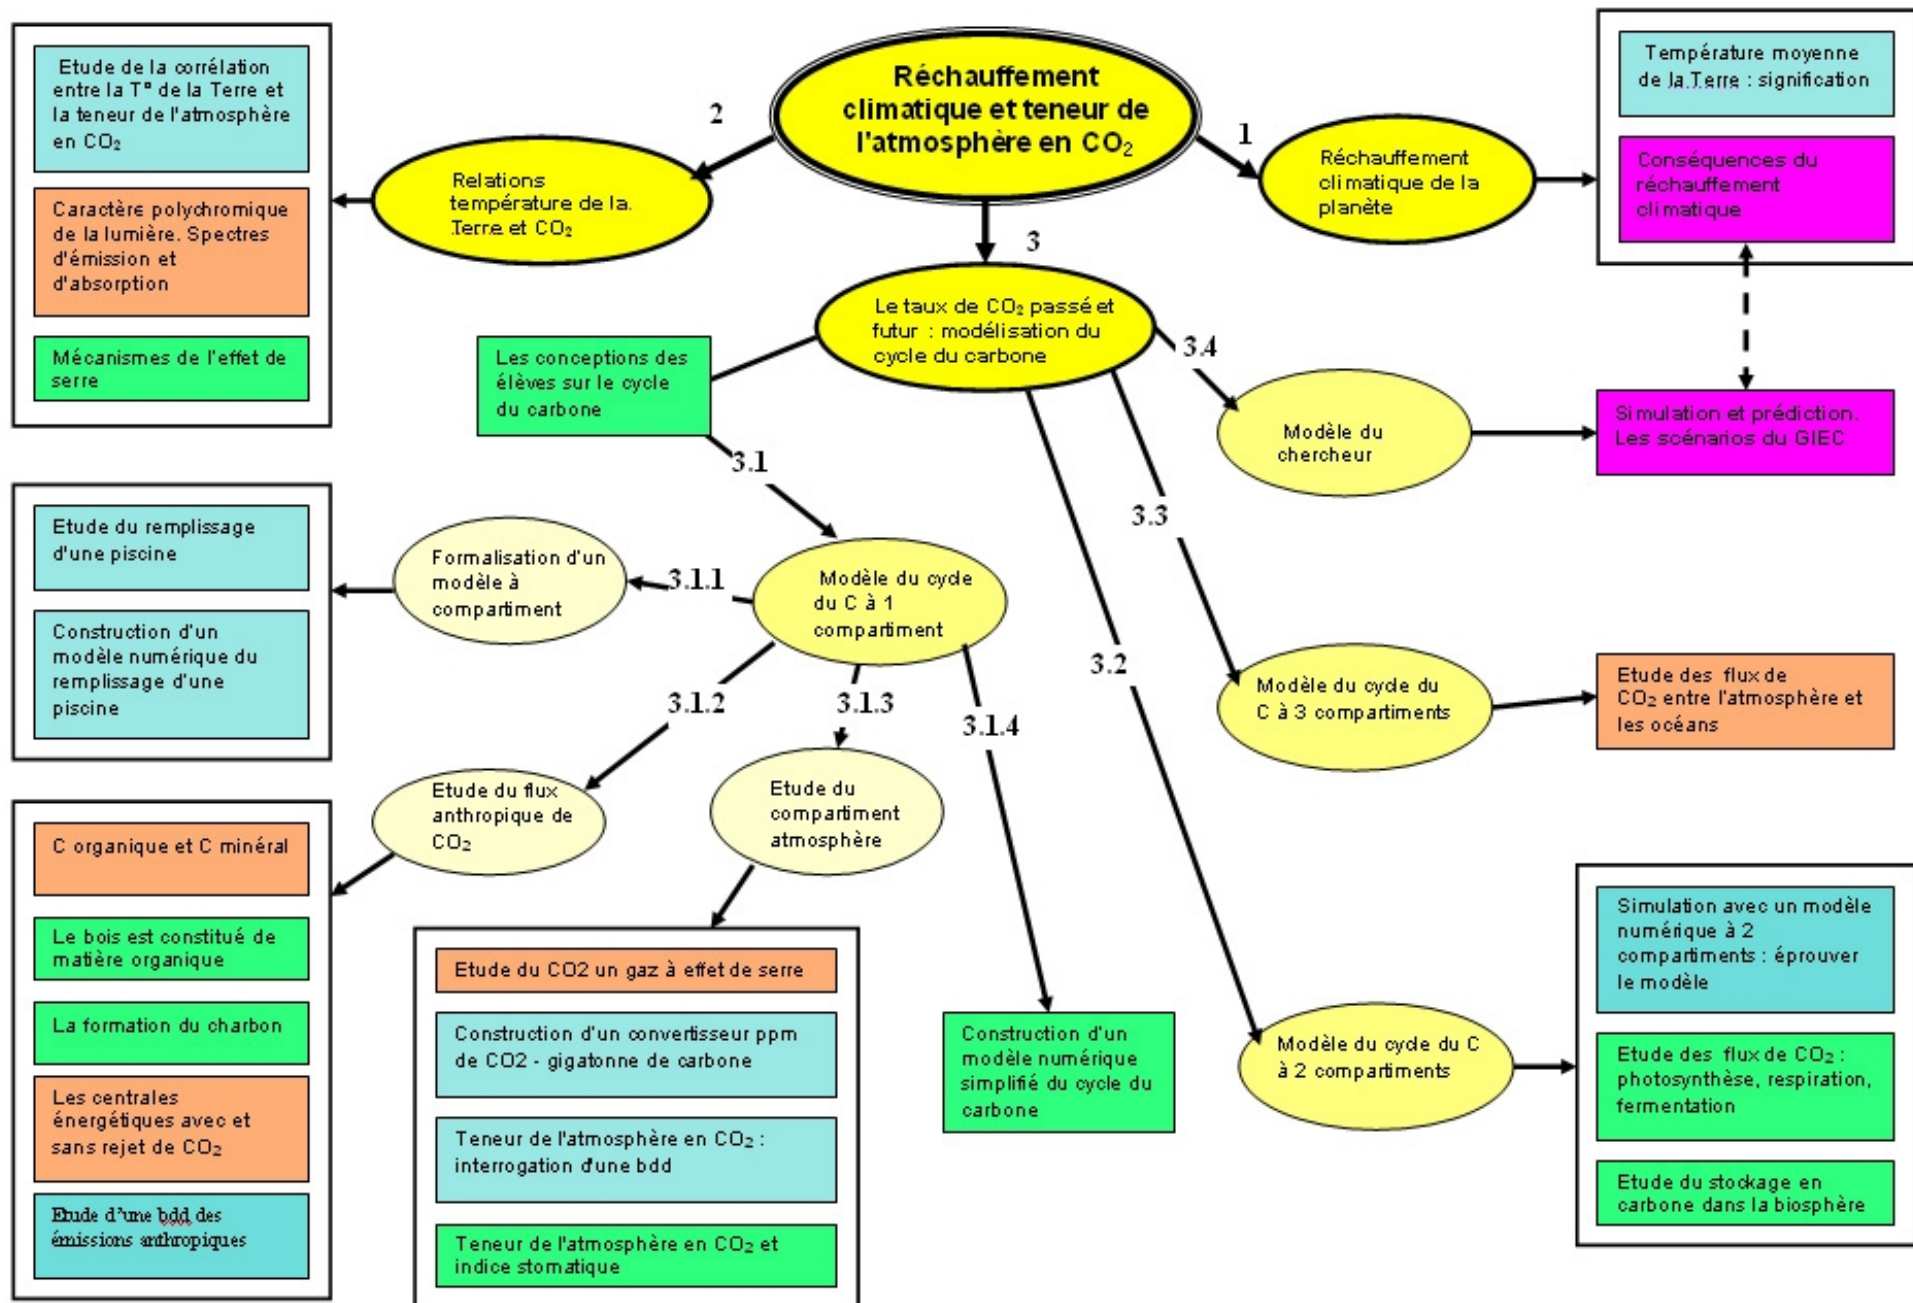 Réchauffement
climatique et teneur de
l'atmosphère en CO₂
1
Réchauffement
climatique de la
planète
Température moyenne
de la Terre : signification
Conséquences du
réchauffement
climatique
2
Relations
température de la.
Terre et CO₂
Etude de la corrélation
entre la T° de la Terre et
la teneur de l'atmosphère
en CO₂
Caractère polychromique
de la lumière. Spectres
d'émission et
d'absorption
Mécanismes de l'effet de
serre
3
Le taux de CO₂ passé et
futur : modélisation du
cycle du carbone
Les conceptions des
élèves sur le cycle
du carbone
3.4
Modèle du
chercheur
Simulation et prédiction.
Les scénarios du GIEC
3.1
Modèle du cycle
du C à 1
compartiment
3.1.1
Formalisation d'un
modèle à
compartiment
Etude du remplissage
d'une piscine
Construction d'un
modèle numérique du
remplissage d'une
piscine
3.1.2
Etude du flux
anthropique de
CO₂
C organique et C minéral
Le bois est constitué de
matière organique
La formation du charbon
Les centrales
énergétiques avec et
sans rejet de CO₂
Etude d'une bdd des
émissions anthropiques
3.1.3
Etude du
compartiment
atmosphère
Etude du CO2 un gaz à effet de serre
Construction d'un convertisseur ppm
de CO2 - gigatonne de carbone
Teneur de l'atmosphère en CO₂ :
interrogation d'une bdd
Teneur de l'atmosphère en CO₂ et
indice stomatique
3.1.4
Construction d'un
modèle numérique
simplifié du cycle du
carbone
3.3
Modèle du cycle du
C à 3 compartiments
Etude des flux de
CO₂ entre l'atmosphère et
les océans
3.2
Modèle du cycle du C
à 2 compartiments
Simulation avec un modèle
numérique à 2
compartiments : éprouver
le modèle
Etude des flux de CO₂ :
photosynthèse, respiration,
fermentation
Etude du stockage en
carbone dans la biosphère